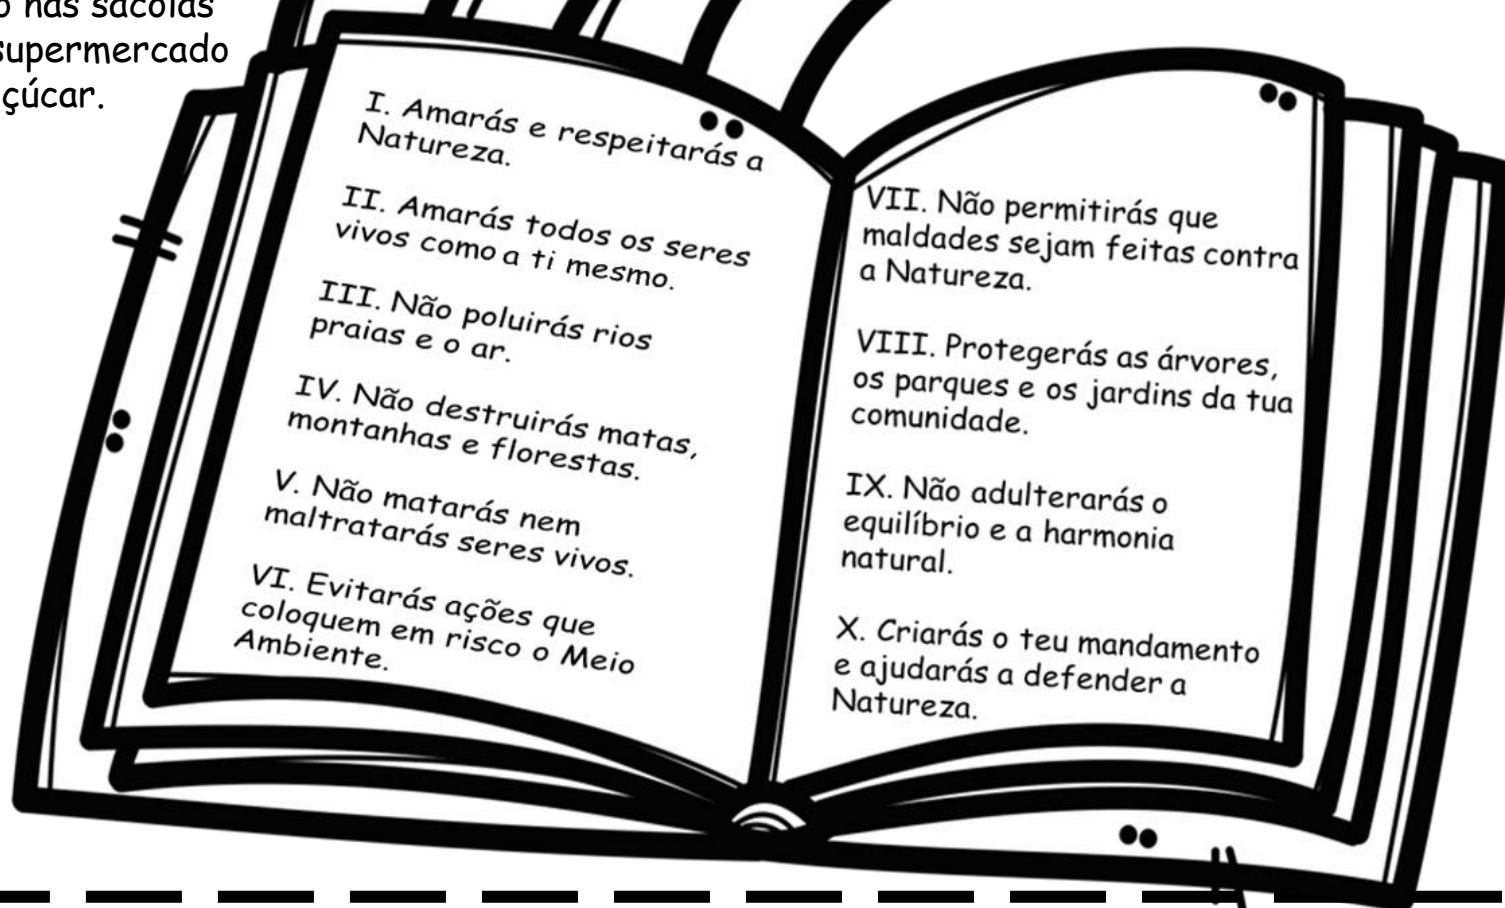 nas sacolas
supermercado
çúcar.
I. Amarás e respeitarás a
Natureza.
II. Amarás todos os seres
vivos como a ti mesmo.
III. Não poluirás rios
praias e o ar.
IV. Não destruirás matas,
montanhas e florestas.
V. Não matarás nem
maltratarás seres vivos.
VI. Evitarás ações que
coloquem em risco o Meio
Ambiente.
VII. Não permitirás que
maldades sejam feitas contra
a Natureza.
VIII. Protegerás as árvores,
os parques e os jardins da tua
comunidade.
IX. Não adulterarás o
equilíbrio e a harmonia
natural.
X. Criarás o teu mandamento
e ajudarás a defender a
Natureza.